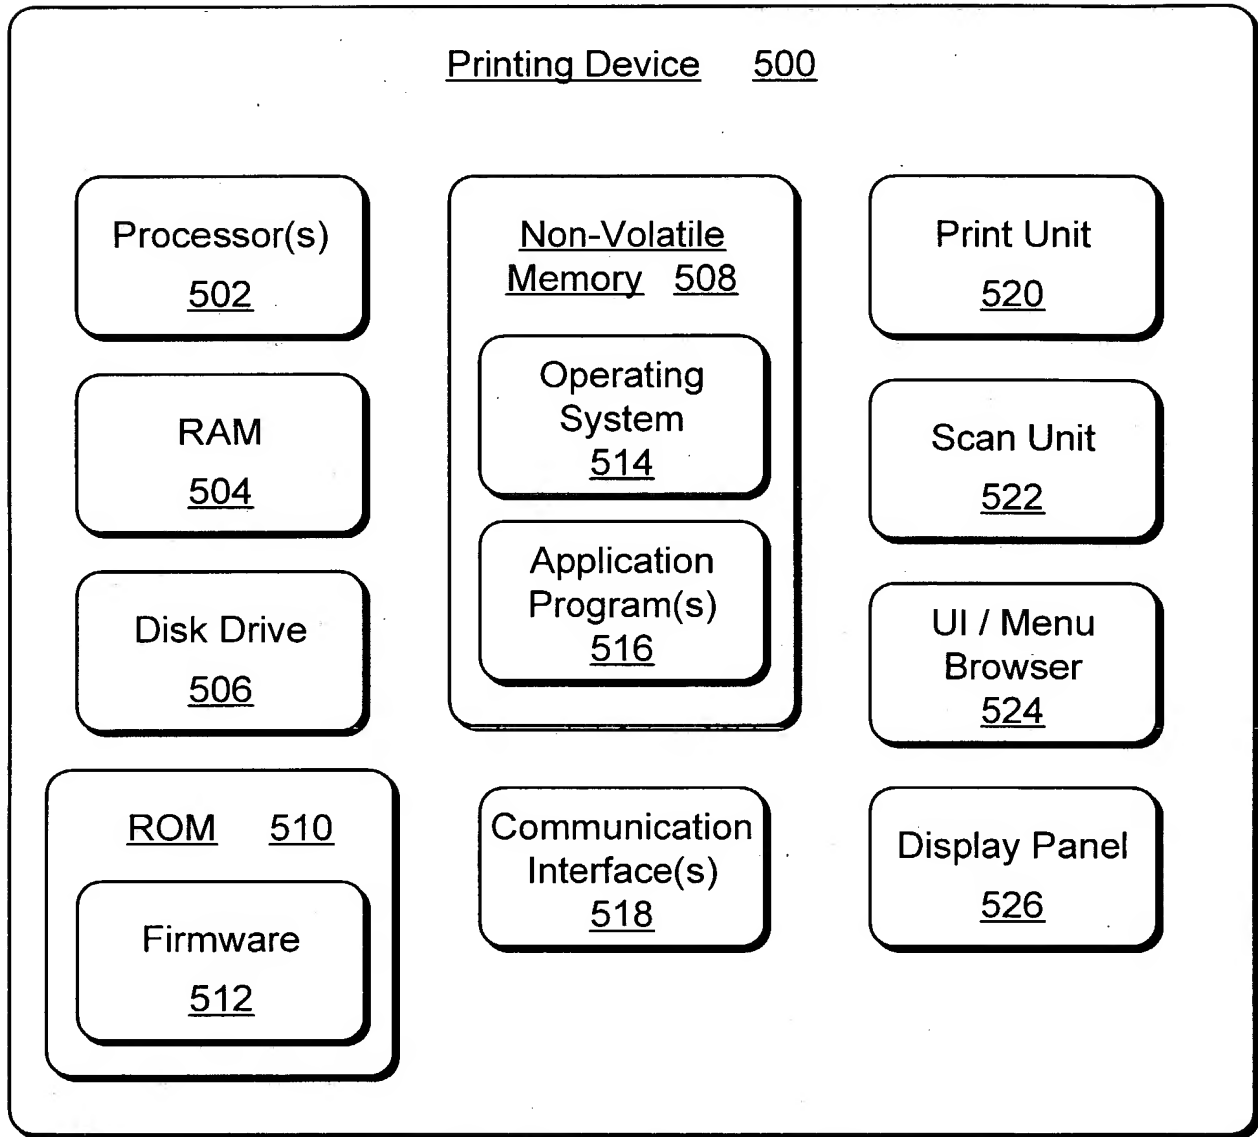 Printing Device 500
Processor(s)
502
RAM
504
Disk Drive
506
ROM 510
Firmware
512
Non-Volatile
Memory 508
Operating
System
514
Application
Program(s)
516
Communication
Interface(s)
518
Print Unit
520
Scan Unit
522
UI / Menu
Browser
524
Display Panel
526